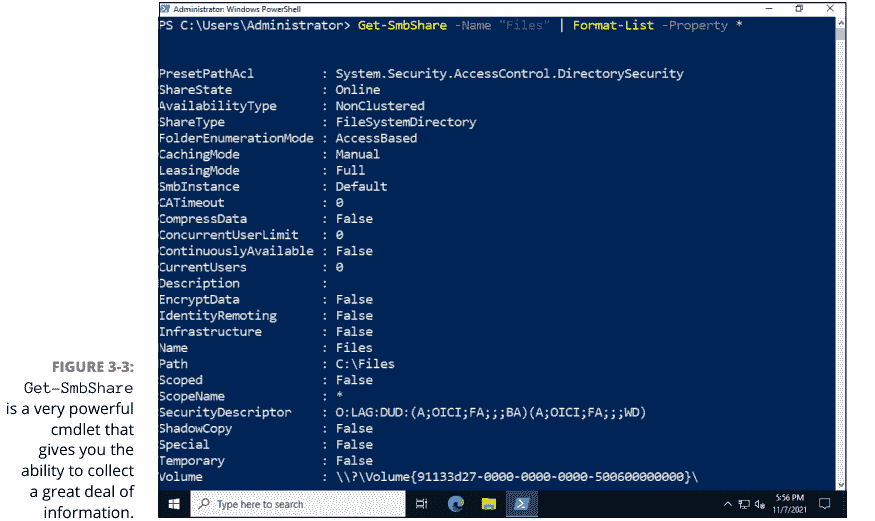 Administrator: Windows PowerShell
PS C:\Users\Administrator> Get-SmbShare -Name "Files" | Format-List -Property *
PresetPathAcl : System.Security.AccessControl.DirectorySecurity
ShareState : Online
AvailabilityType : NonClustered
ShareType : FileSystemDirectory
FolderEnumerationMode : AccessBased
CachingMode : Manual
LeasingMode : Full
SmbInstance : Default
CATimeout : 0
CompressData : False
ConcurrentUserLimit : 0
ContinuouslyAvailable : False
CurrentUsers : 0
Description :
EncryptData : False
IdentityRemoting : False
Infrastructure : False
Name : Files
Path : C:\Files
Scoped : False
ScopeName : *
SecurityDescriptor : O:LAG:DUD:(A;OICI;FA;;;BA)(A;OICI;FA;;;WD)
ShadowCopy : False
Special : False
Temporary : False
Volume : \\?\Volume{91133d27-0000-0000-0000-500600000000}\
Type here to search
5:56 PM
11/7/2021
FIGURE 3-3:
Get-SmbShare
is a very powerful
cmdlet that
gives you the
ability to collect
a great deal of
information.